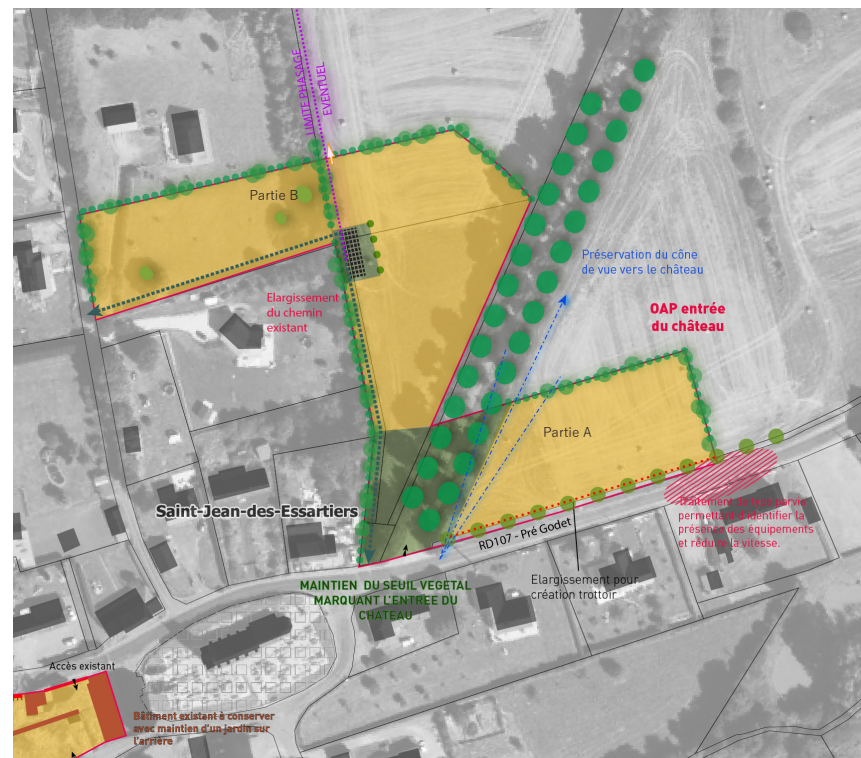 LIMITE PHASAGE
EVENTUEL
Partie B
Préservation du cône
de vue vers le château
Elargissement
du chemin
existant
OAP entrée
du château
Partie A
Saint-Jean-des-Essartiers
Traitement de type parvis
permettant d'identifier la
présence des équipements
et réduire la vitesse.
RD107 - Pré Godet
Elargissement pour
création trottoir
MAINTIEN DU SEUIL VEGETAL
MARQUANT L'ENTREE DU
CHATEAU
Accès existant
Bâtiment existant à conserver
avec maintien d'un jardin sur
l'arrière